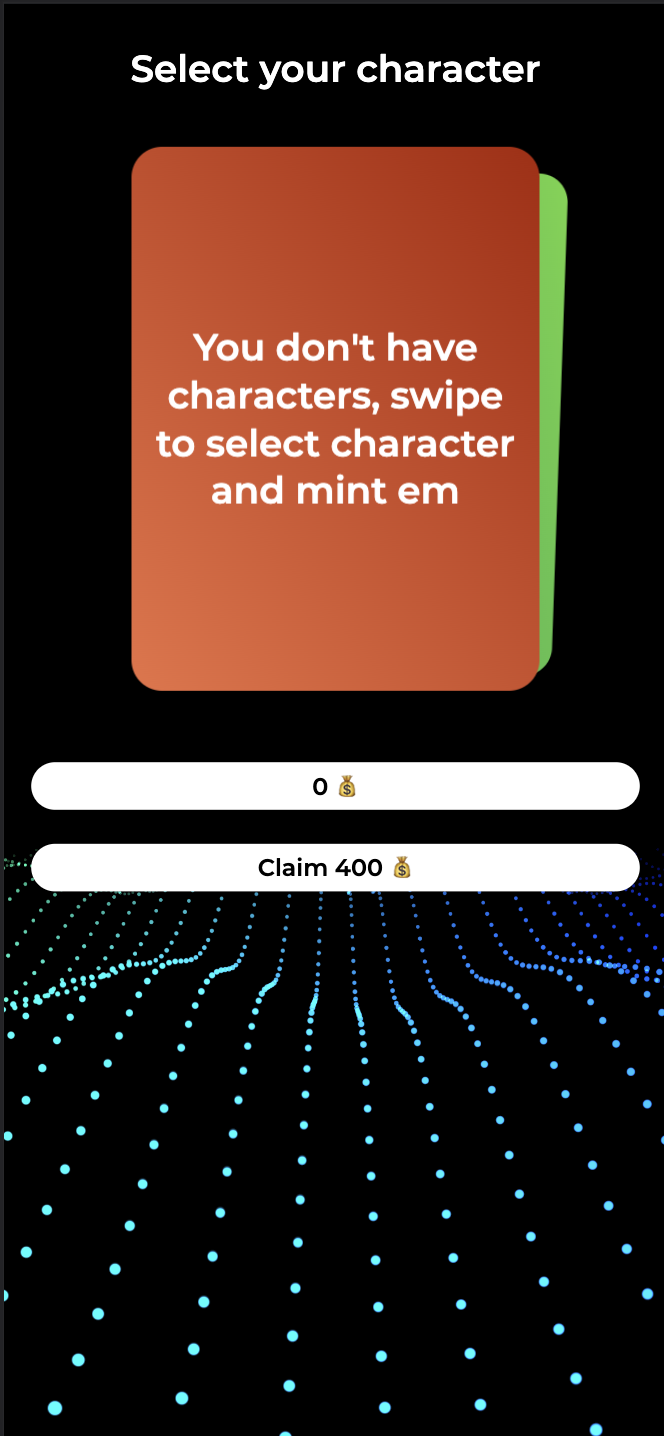 Select your character
You don't have
characters, swipe
to select character
and mint em
0 💰
Claim 400 💰